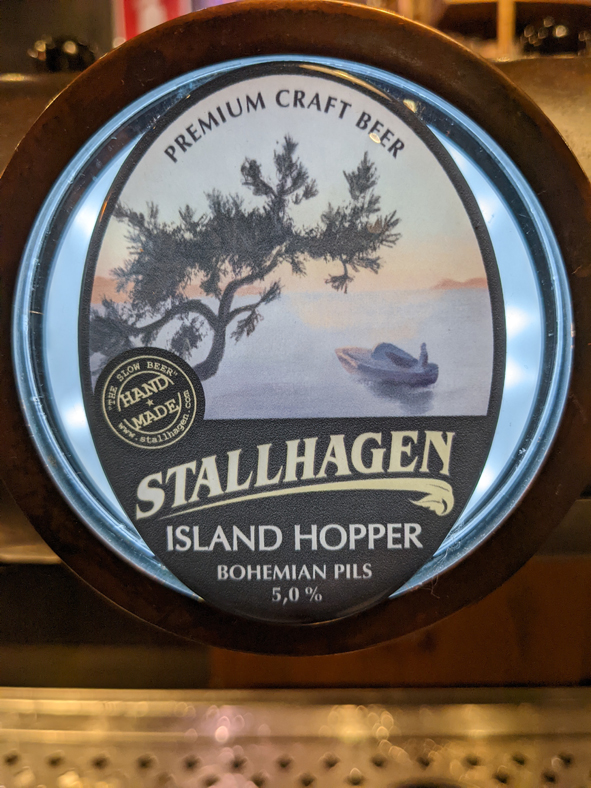 PREMIUM CRAFT BEER
"THE SLOW BEER"
HAND
MADE
www.stallhagen.com
STALLHAGEN
ISLAND HOPPER
BOHEMIAN PILS
5,0 %